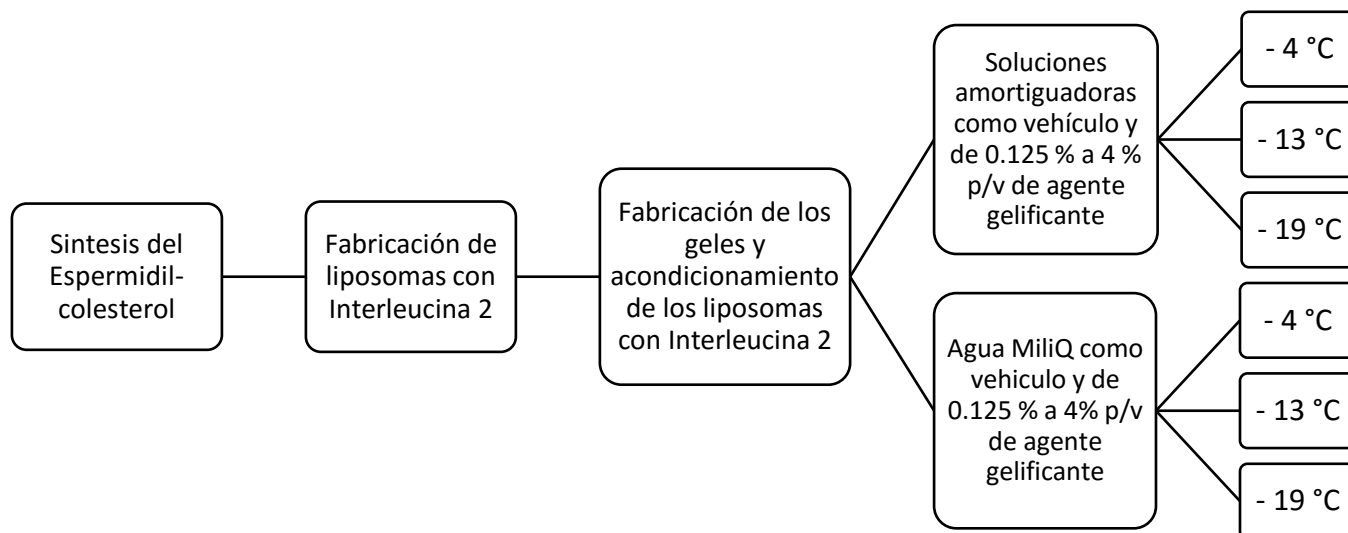 Sintesis del
Espermidil-
colesterol
Fabricación de
liposomas con
Interleucina 2
Fabricación de los
geles y
acondicionamiento
de los liposomas
con Interleucina 2
Soluciones
amortiguadoras
como vehículo y
de 0.125 % a 4 %
p/v de agente
gelificante
- 4 °C
- 13 °C
- 19 °C
Agua MiliQ como
vehiculo y de
0.125 % a 4% p/v
de agente
gelificante
- 4 °C
- 13 °C
- 19 °C